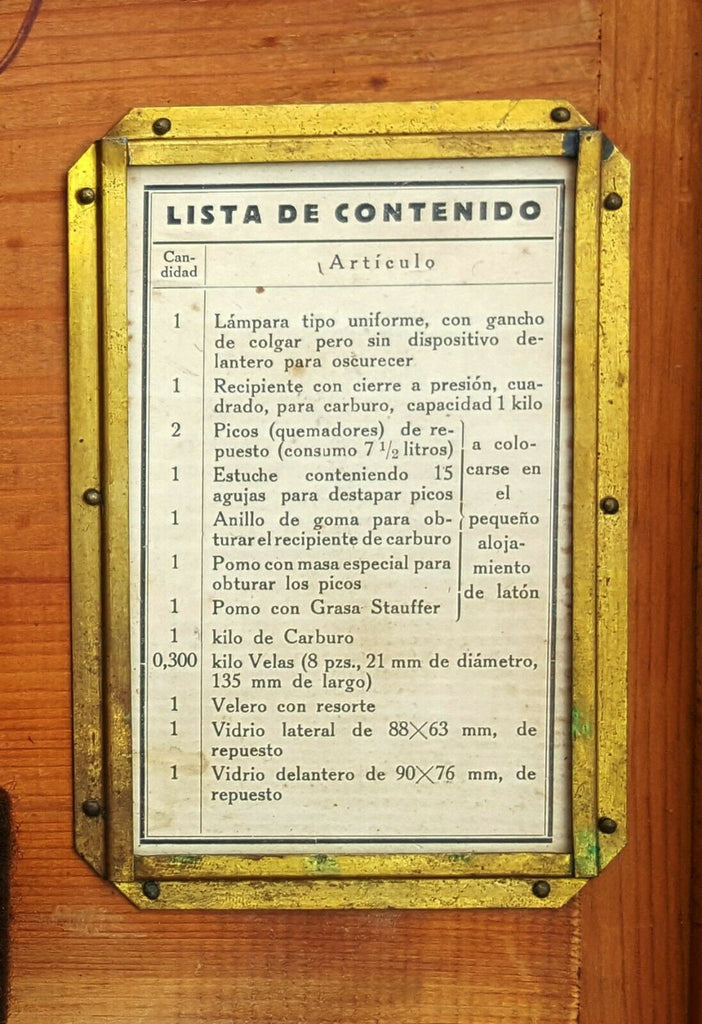 LISTA DE CONTENIDO
Can-
didad
Artículo
1 Lámpara tipo uniforme, con gancho
de colgar pero sin dispositivo de-
lantero para oscurecer
1 Recipiente con cierre a presión, cua-
drado, para carburo, capacidad 1 kilo
2 Picos (quemadores) de re-
puesto (consumo 7 1/2 litros)
1 Estuche conteniendo 15
agujas para destapar picos
1 Anillo de goma para ob-
turar el recipiente de carburo
1 Pomo con masa especial para
obturar los picos
1 Pomo con Grasa Stauffer
a colo-
carse en
el
pequeño
aloja-
miento
de latón
1 kilo de Carburo
0,300 kilo Velas (8 pzs., 21 mm de diámetro,
135 mm de largo)
1 Velero con resorte
1 Vidrio lateral de 88×63 mm, de
repuesto
1 Vidrio delantero de 90×76 mm, de
repuesto